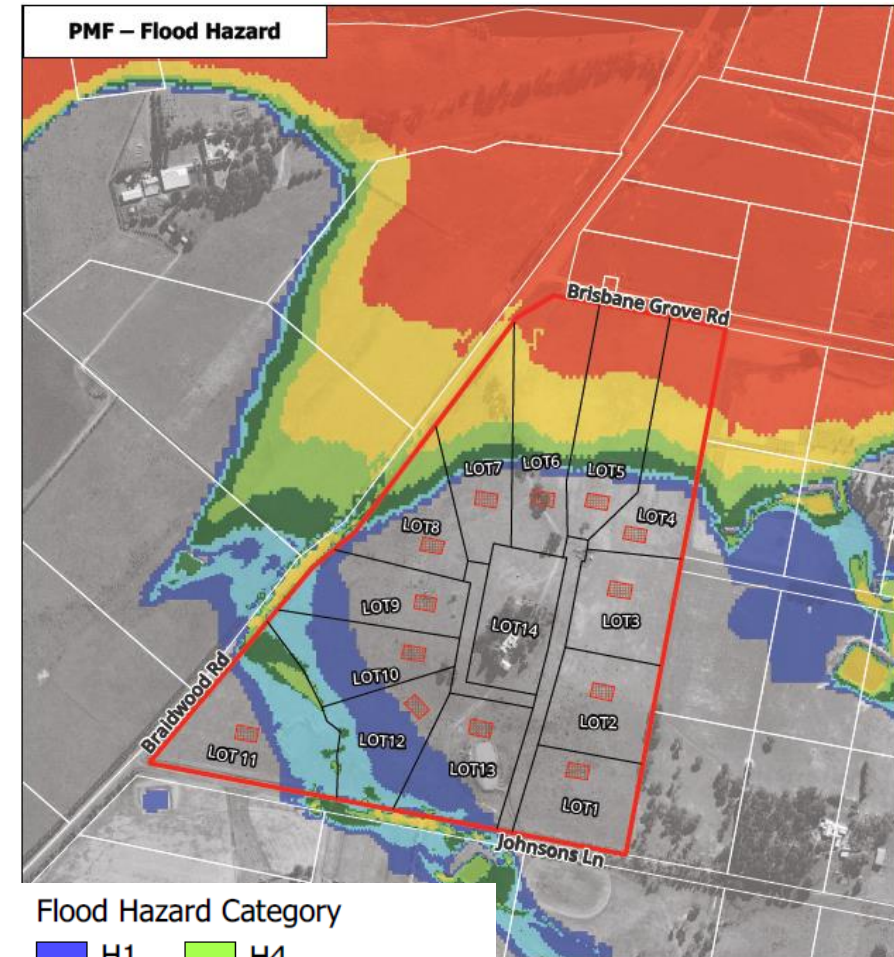 PMF – Flood Hazard
Brisbane Grove Rd
LOT7
LOT6
LOT5
LOT4
LOT8
LOT9
LOT3
LOT14
LOT10
LOT2
LOT12
Braidwood Rd
LOT 11
LOT13
LOT1
Johnsons Ln
Flood Hazard Category
H1 H4